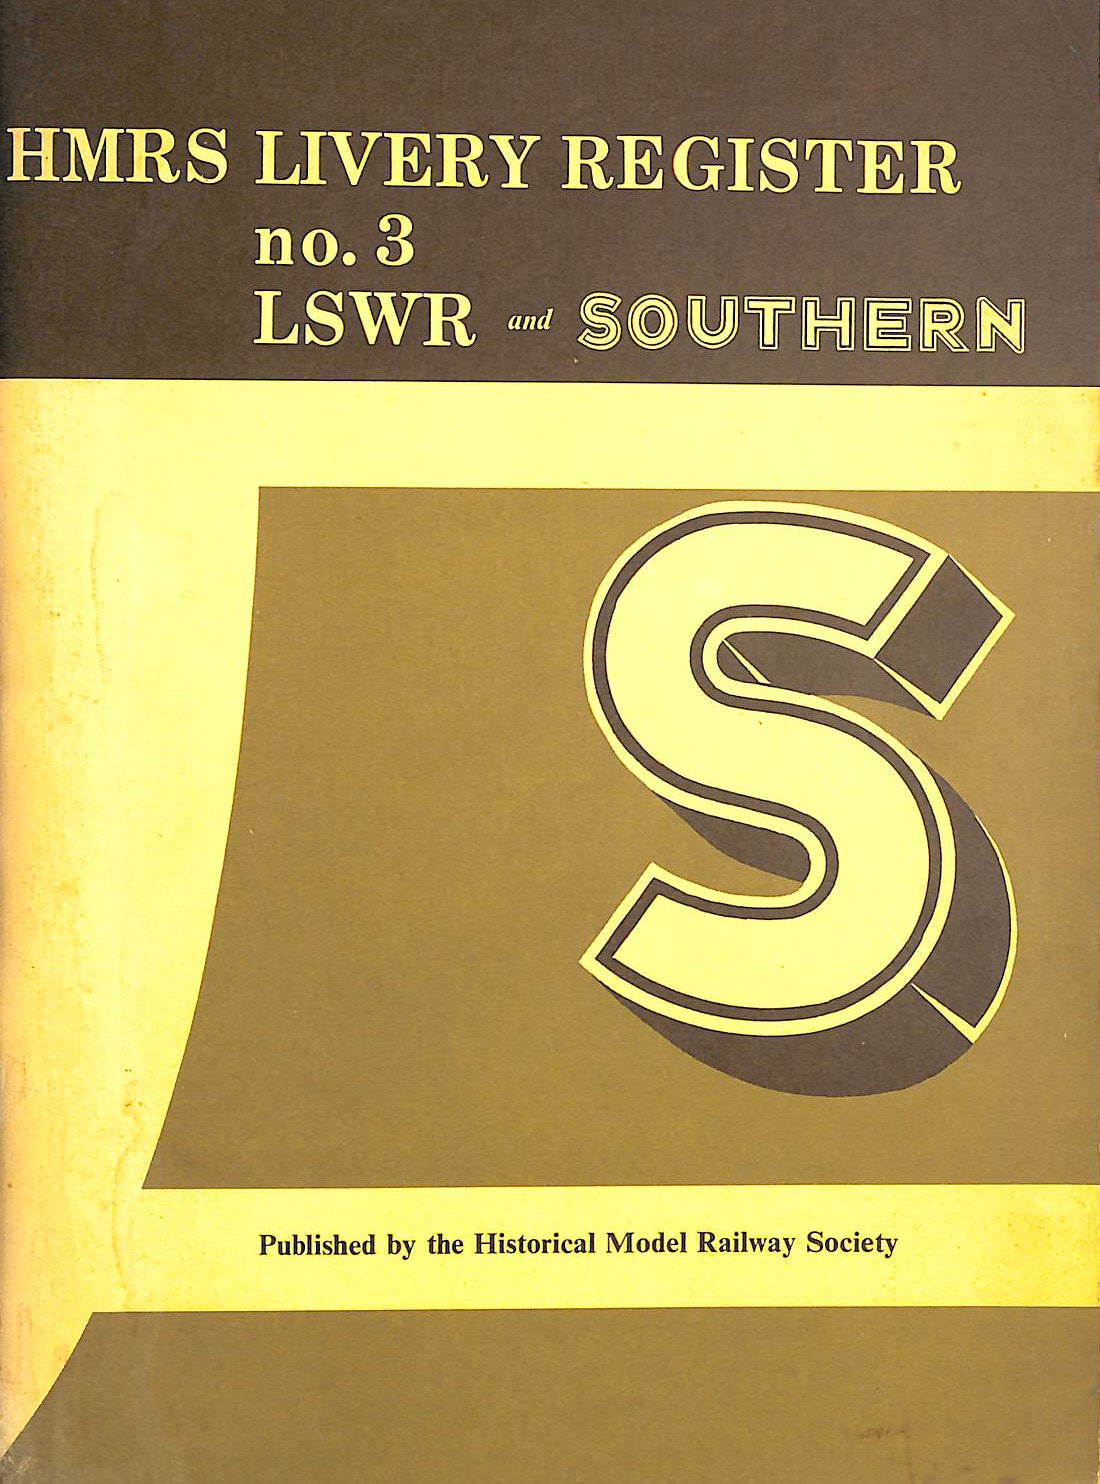 HMRS LIVERY REGISTER
no. 3
LSWR and SOUTHERN
S
Published by the Historical Model Railway Society